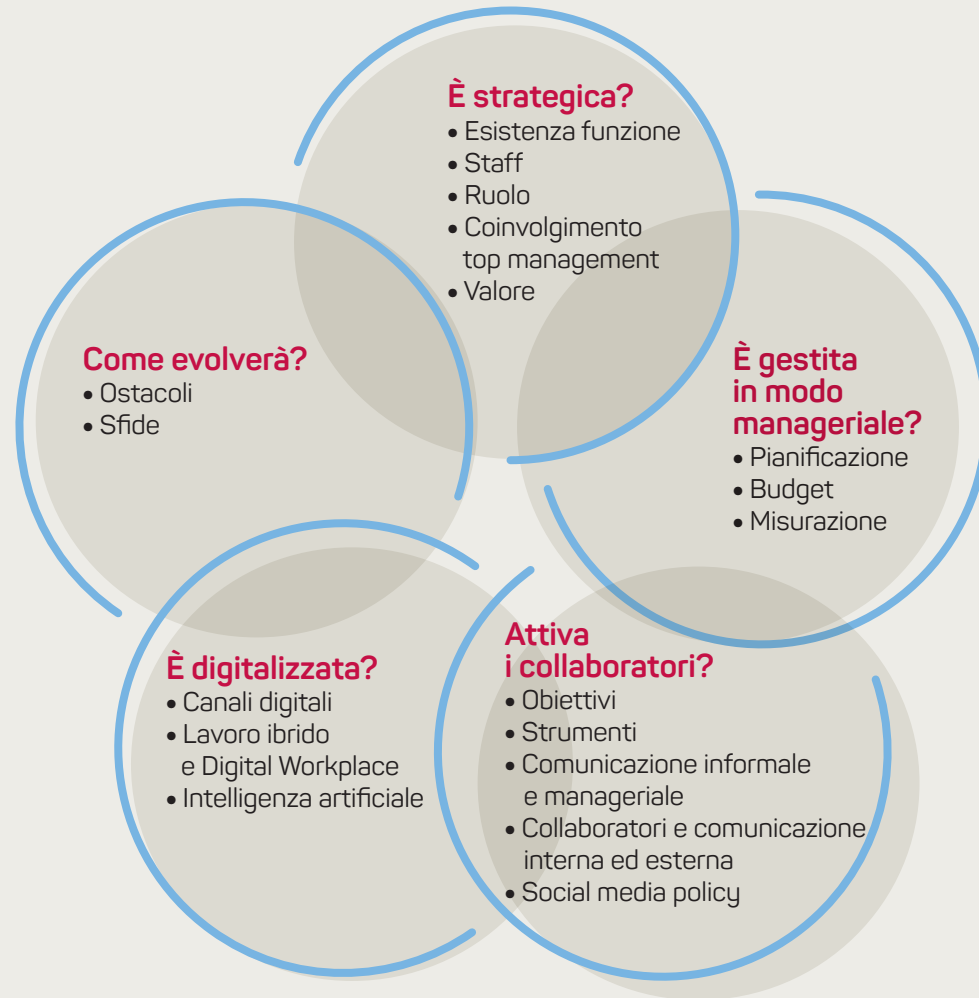 È strategica?
• Esistenza funzione
• Staff
• Ruolo
• Coinvolgimento
top management
• Valore
Come evolverà?
• Ostacoli
• Sfide
È gestita
in modo
manageriale?
• Pianificazione
• Budget
• Misurazione
È digitalizzata?
• Canali digitali
• Lavoro ibrido
e Digital Workplace
• Intelligenza artificiale
Attiva
i collaboratori?
• Obiettivi
• Strumenti
• Comunicazione informale
e manageriale
• Collaboratori e comunicazione
interna ed esterna
• Social media policy